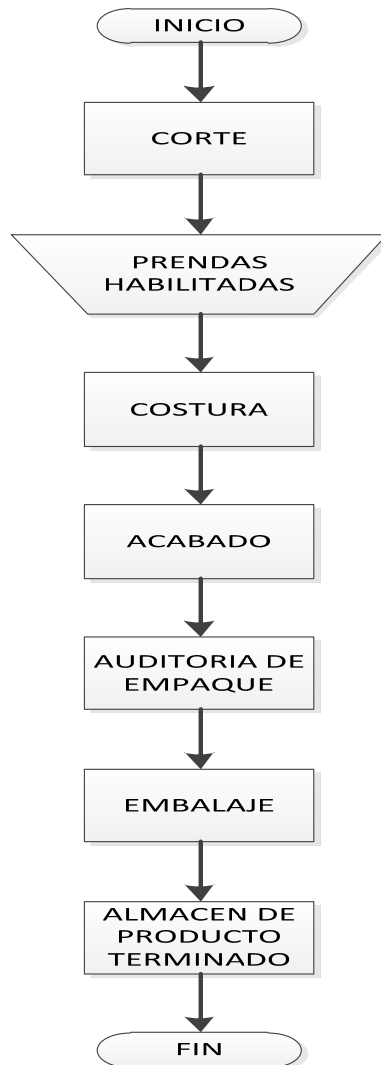 INICIO
CORTE
PRENDAS
HABILITADAS
COSTURA
ACABADO
AUDITORIA DE
EMPAQUE
EMBALAJE
ALMACEN DE
PRODUCTO
TERMINADO
FIN